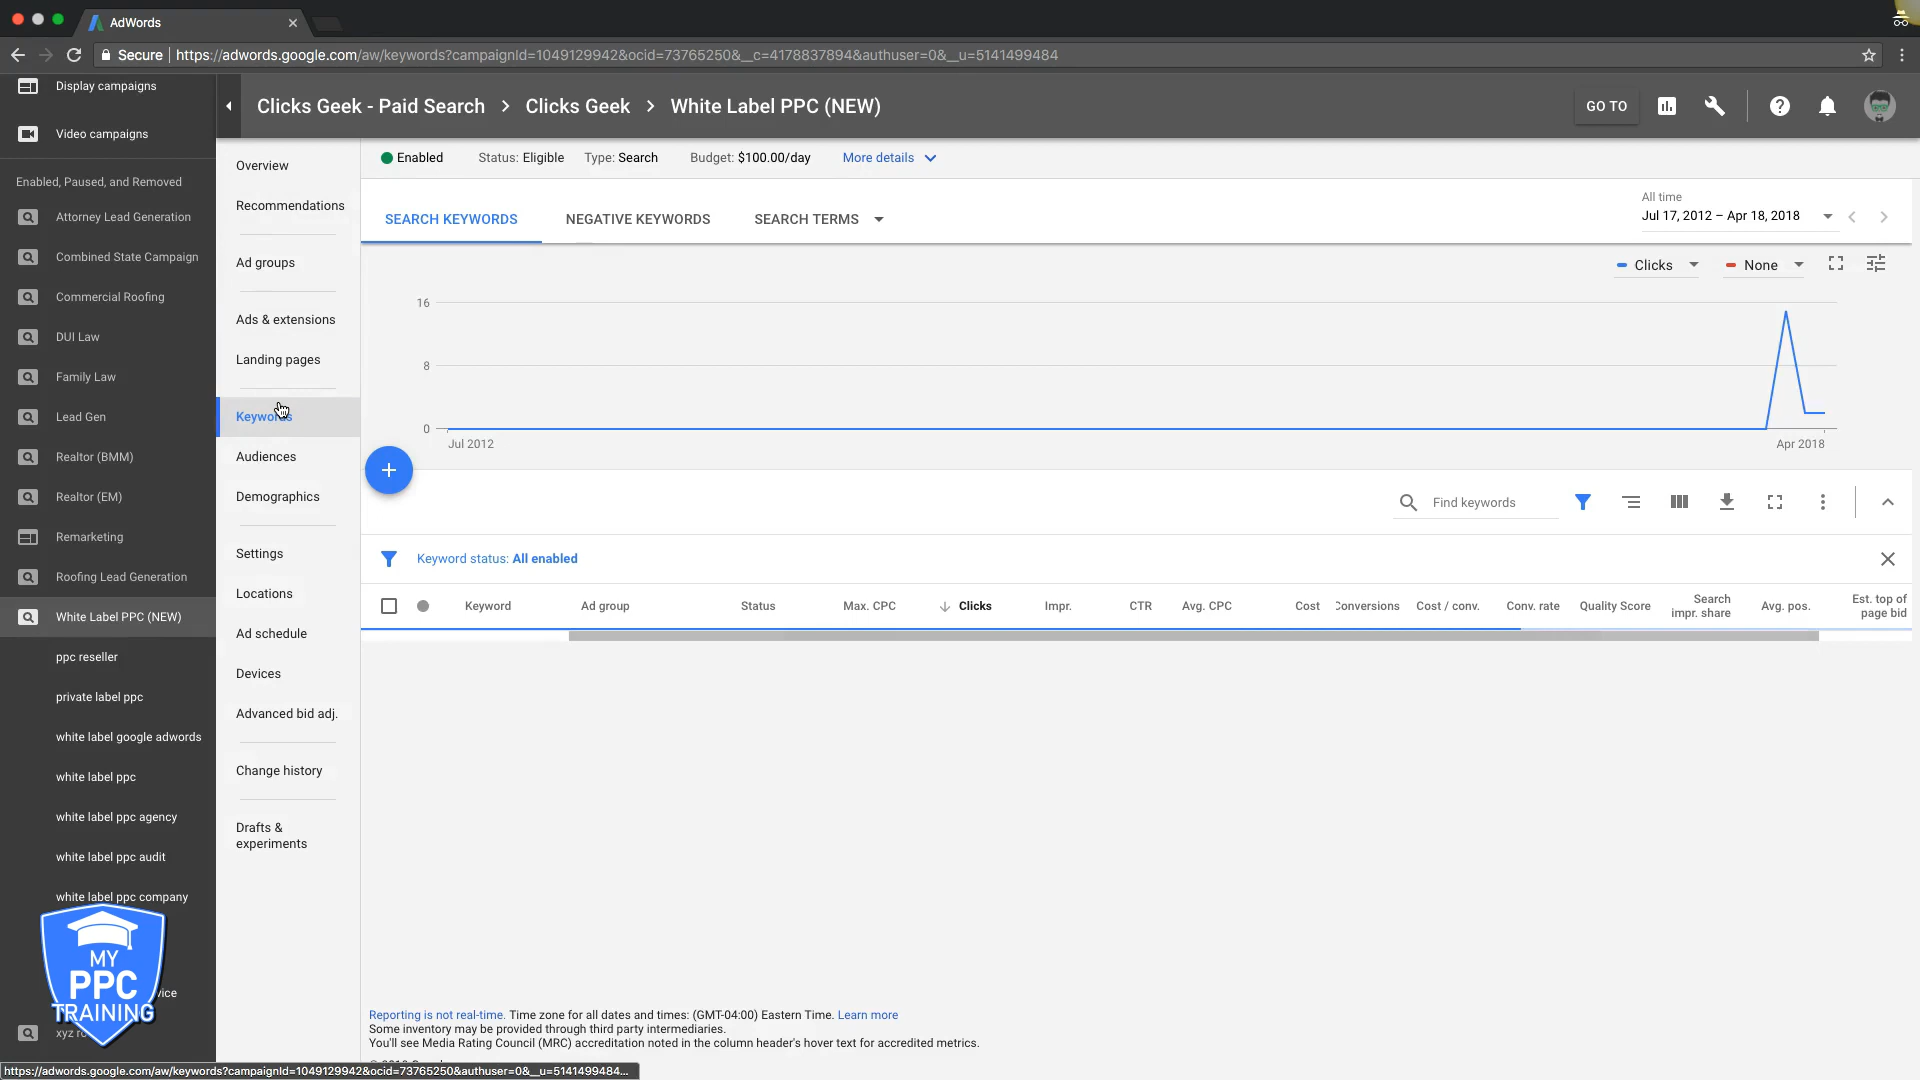 AdWords
Secure
https://adwords.google.com/aw/keywords?campaignId=1049129942&ocid=73765250&__c=4178837894&authuser=0&__u=5141499484
Display campaigns
Video campaigns
Enabled, Paused, and Removed
Attorney Lead Generation
Combined State Campaign
Commercial Roofing
DUI Law
Family Law
Lead Gen
Realtor (BMM)
Realtor (EM)
Remarketing
Roofing Lead Generation
White Label PPC (NEW)
ppc reseller
private label ppc
white label google adwords
white label ppc
white label ppc agency
white label ppc audit
white label ppc company
MY
PPC
TRAINING
Clicks Geek - Paid Search
Clicks Geek
White Label PPC (NEW)
GO TO
Overview
Recommendations
Ad groups
Ads & extensions
Landing pages
Keywords
Audiences
Demographics
Settings
Locations
Ad schedule
Devices
Advanced bid adj.
Change history
Drafts &
experiments
Enabled
Status: Eligible
Type: Search
Budget: $100.00/day
More details
SEARCH KEYWORDS
NEGATIVE KEYWORDS
SEARCH TERMS
All time
Jul 17, 2012 – Apr 18, 2018
Clicks
None
16
8
0
Jul 2012
Apr 2018
Find keywords
Keyword status: All enabled
Keyword
Ad group
Status
Max. CPC
Clicks
Impr.
CTR
Avg. CPC
Cost
Conversions
Cost / conv.
Conv. rate
Quality Score
Search
impr. share
Avg. pos.
Est. top of
page bid
Reporting is not real-time. Time zone for all dates and times: (GMT-04:00) Eastern Time. Learn more
Some inventory may be provided through third party intermediaries.
You'll see Media Rating Council (MRC) accreditation noted in the column header's hover text for accredited metrics.
https://adwords.google.com/aw/keywords?campaignId=1049129942&ocid=73765250&authuser=0&__u=5141499484...